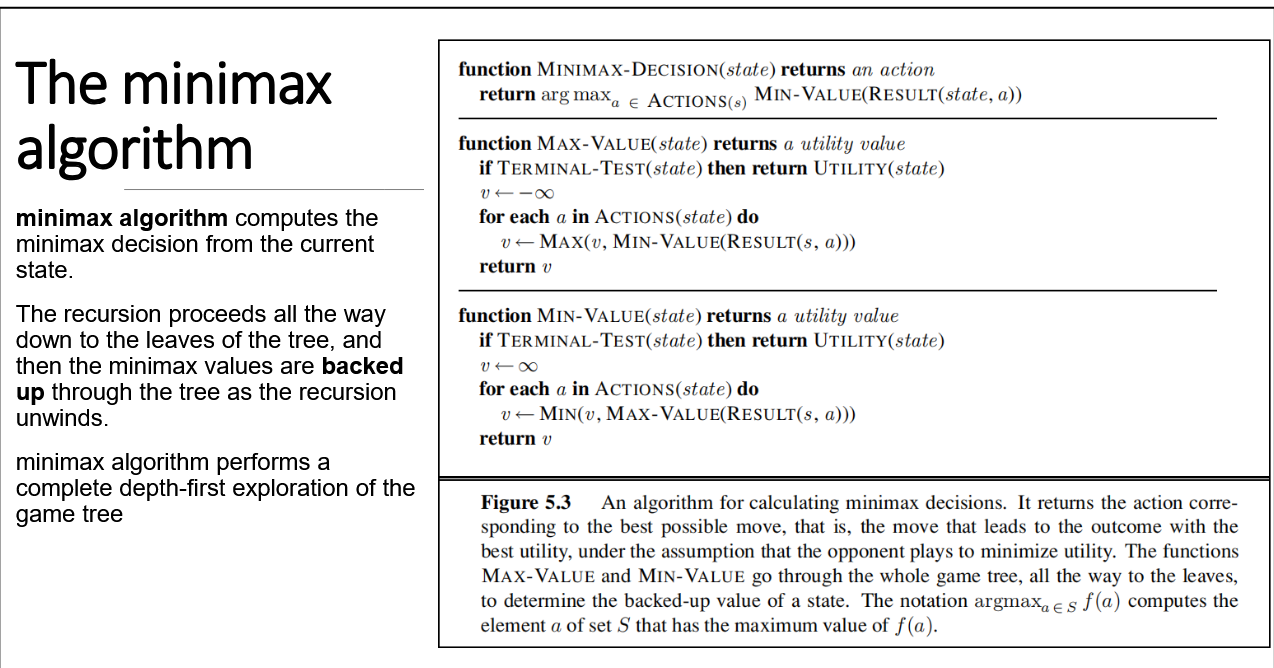 The minimax
algorithm
minimax algorithm computes the
minimax decision from the current
state.
The recursion proceeds all the way
down to the leaves of the tree, and
then the minimax values are backed
up through the tree as the recursion
unwinds.
minimax algorithm performs a
complete depth-first exploration of the
game tree
function MINIMAX-DECISION(state) returns an action
return arg max a ∈ ACTIONS(s) MIN-VALUE(RESULT(state, a))
function MAX-VALUE(state) returns a utility value
if TERMINAL-TEST(state) then return UTILITY(state)
v ← −∞
for each a in ACTIONS(state) do
v ← MAX(v, MIN-VALUE(RESULT(s, a)))
return v
function MIN-VALUE(state) returns a utility value
if TERMINAL-TEST(state) then return UTILITY(state)
v ← ∞
for each a in ACTIONS(state) do
v ← MIN(v, MAX-VALUE(RESULT(s, a)))
return v
Figure 5.3 An algorithm for calculating minimax decisions. It returns the action corre-
sponding to the best possible move, that is, the move that leads to the outcome with the
best utility, under the assumption that the opponent plays to minimize utility. The functions
MAX-VALUE and MIN-VALUE go through the whole game tree, all the way to the leaves,
to determine the backed-up value of a state. The notation argmax a ∈ S f(a) computes the
element a of set S that has the maximum value of f(a).